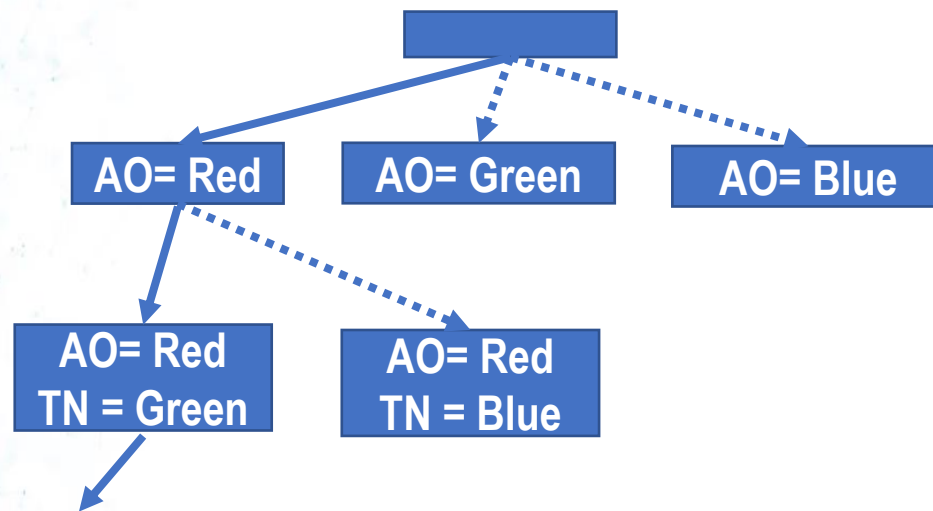 AO= Red
AO= Green
AO= Blue
AO= Red
TN = Green
AO= Red
TN = Blue